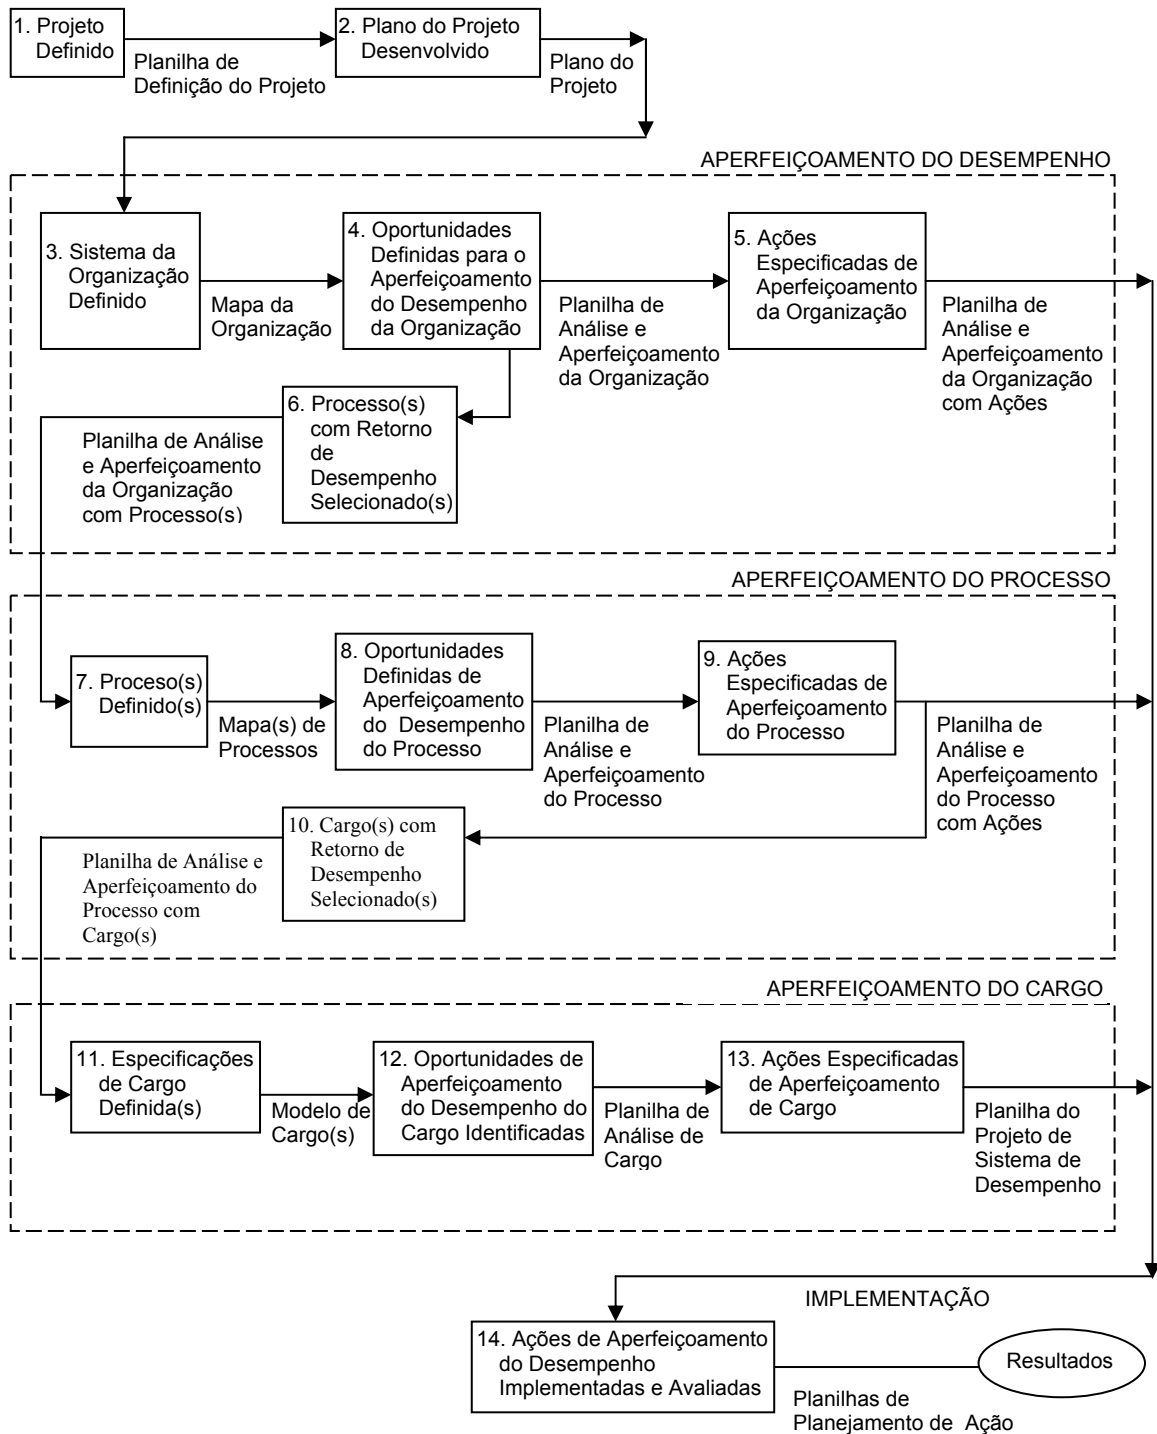 1. Projeto
Definido
Planilha de
Definição do Projeto
2. Plano do Projeto
Desenvolvido
Plano do
Projeto
APERFEIÇOAMENTO DO DESEMPENHO
3. Sistema da
Organização
Definido
Mapa da
Organização
4. Oportunidades
Definidas para o
Aperfeiçoamento
do Desempenho
da Organização
Planilha de
Análise e
Aperfeiçoamento
da Organização
5. Ações
Especificadas de
Aperfeiçoamento
da Organização
Planilha de
Análise e
Aperfeiçoamento
da Organização
com Ações
6. Processo(s)
com Retorno
de
Desempenho
Selecionado(s)
Planilha de Análise
e Aperfeiçoamento
da Organização
com Processo(s)
APERFEIÇOAMENTO DO PROCESSO
7. Proceso(s)
Definido(s)
Mapa(s) de
Processos
8. Oportunidades
Definidas de
Aperfeiçoamento
do Desempenho
do Processo
Planilha de
Análise e
Aperfeiçoamento
do Processo
9. Ações
Especificadas de
Aperfeiçoamento
do Processo
Planilha de
Análise e
Aperfeiçoamento
do Processo
com Ações
10. Cargo(s) com
Retorno de
Desempenho
Selecionado(s)
Planilha de Análise e
Aperfeiçoamento do
Processo com
Cargo(s)
APERFEIÇOAMENTO DO CARGO
11. Especificações
de Cargo
Definida(s)
Modelo de
Cargo(s)
12. Oportunidades de
Aperfeiçoamento
do Desempenho do
Cargo Identificadas
Planilha de
Análise de
Cargo
13. Ações Especificadas
de Aperfeiçoamento
de Cargo
Planilha do
Projeto de
Sistema de
Desempenho
IMPLEMENTAÇÃO
14. Ações de Aperfeiçoamento
do Desempenho
Implementadas e Avaliadas
Planilhas de
Planejamento de Ação
Resultados